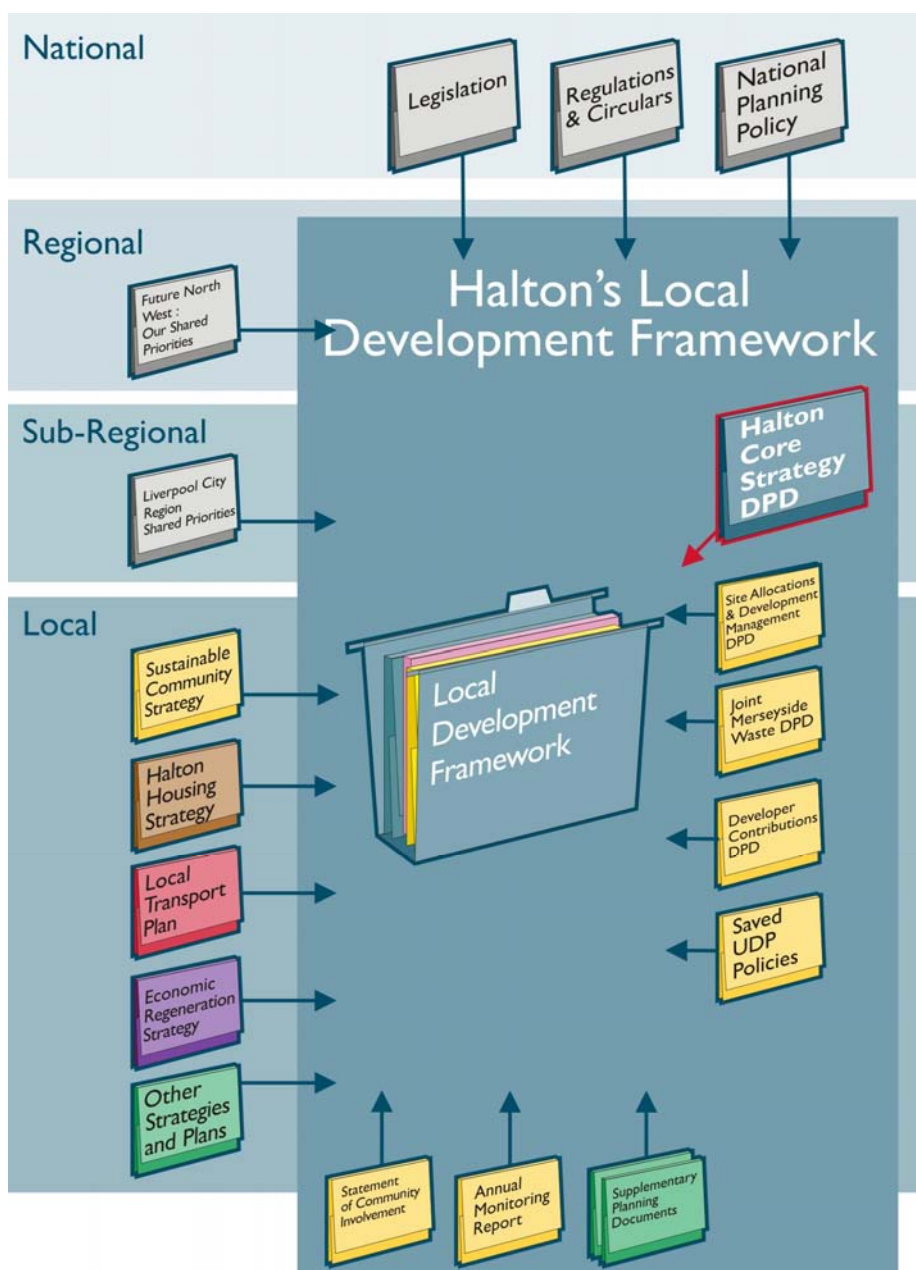 National
Legislation
Regulations
& Circulars
National
Planning
Policy
Regional
Future North
West :
Our Shared
Priorities
Halton's Local
Development Framework
Sub-Regional
Liverpool City
Region
Shared Priorities
Halton
Core
Strategy
DPD
Local
Sustainable
Community
Strategy
Halton
Housing
Strategy
Local
Transport
Plan
Economic
Regeneration
Strategy
Other
Strategies
and Plans
Local
Development
Framework
Site Allocations
& Development
Management
DPD
Joint
Merseyside
Waste DPD
Developer
Contributions
DPD
Saved
UDP
Policies
Statement
of Community
Involvement
Annual
Monitoring
Report
Supplementary
Planning
Documents